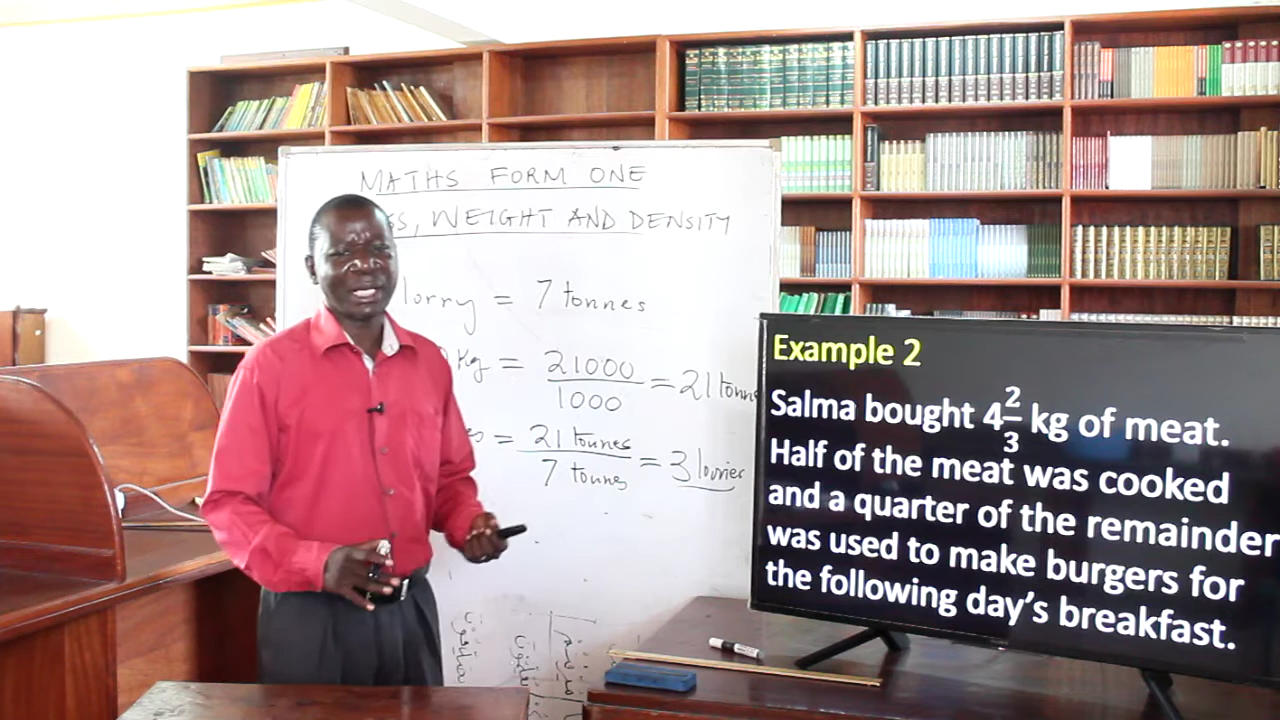 MATHS FORM ONE
WEIGHT AND DENSITY
lorry = 7 tonnes
kg = 21000/1000 = 21 tonnes
= 21 tonnes/7 tonnes = 3 lorries
Example 2
Salma bought 4 2/3 kg of meat.
Half of the meat was cooked
and a quarter of the remainder
was used to make burgers for
the following day's breakfast.